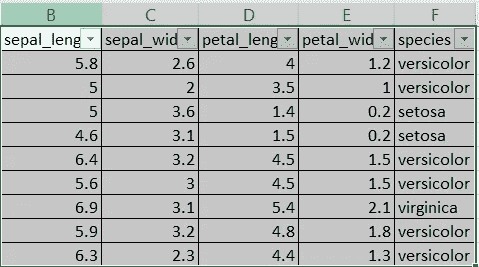 B C D E F
sepal_leng sepal_wid petal_leng petal_wid species
5.8 2.6 4 1.2 versicolor
5 2 3.5 1 versicolor
5 3.6 1.4 0.2 setosa
4.6 3.1 1.5 0.2 setosa
6.4 3.2 4.5 1.5 versicolor
5.6 3 4.5 1.5 versicolor
6.9 3.1 5.4 2.1 virginica
5.9 3.2 4.8 1.8 versicolor
6.3 2.3 4.4 1.3 versicolor